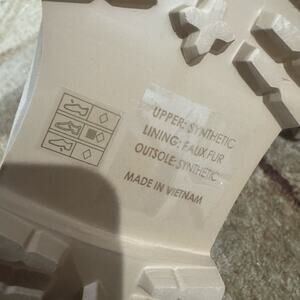 UPPER: SYNTHETIC
LINING: FAUX FUR
OUTSOLE: SYNTHETIC
MADE IN VIETNAM